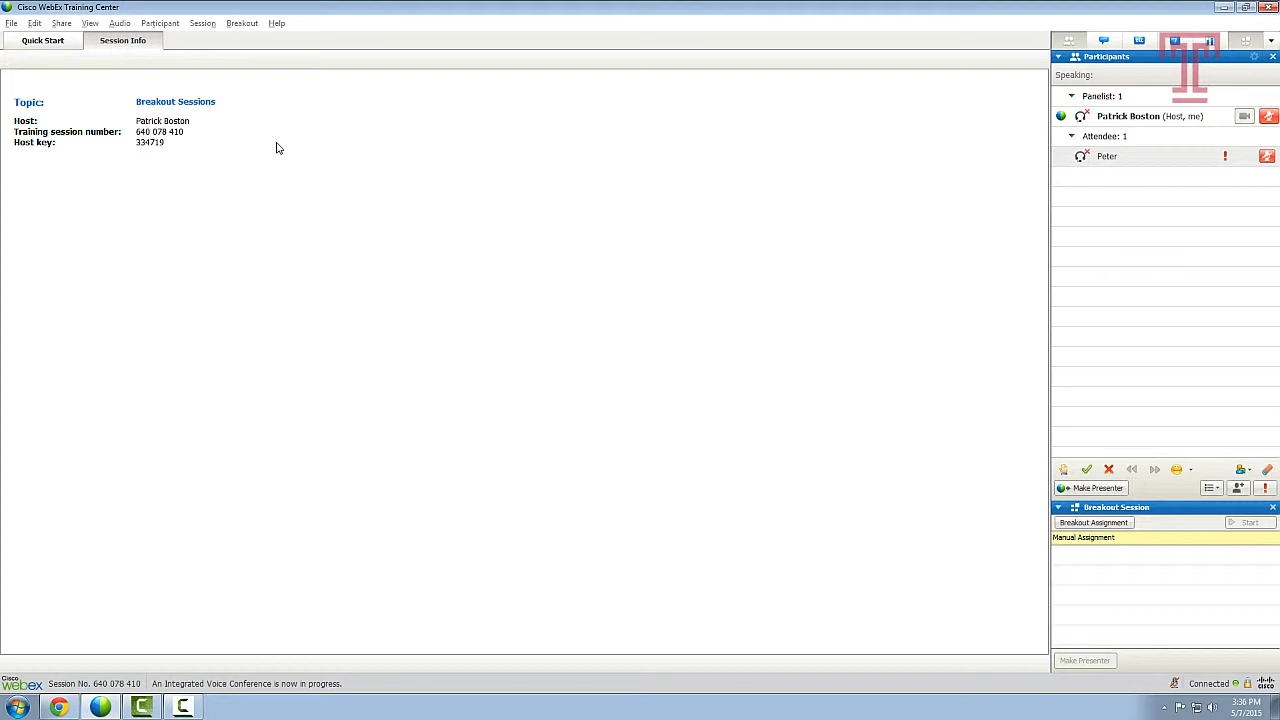 Cisco WebEx Training Center
File Edit Share View Audio Participant Session Breakout Help
Quick Start Session Info
Participants
Speaking:
Panelist: 1
Topic: Breakout Sessions
Patrick Boston (Host, me)
Host: Patrick Boston
Training session number: 640 078 410
Attendee: 1
Host key: 334719
Peter
Make Presenter
Breakout Session
Breakout Assignment Start
Manual Assignment
Make Presenter
Cisco
webex Session No. 640 078 410 An Integrated Voice Conference is now in progress. Connected
cisco
3:36 PM
5/7/2015